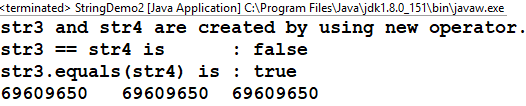 <terminated> StringDemo2 [Java Application] C:\Program Files\Java\jdk1.8.0_151\bin\javaw.exe
str3 and str4 are created by using new operator.
str3 == str4 is      : false
str3.equals(str4) is : true
69609650   69609650  69609650